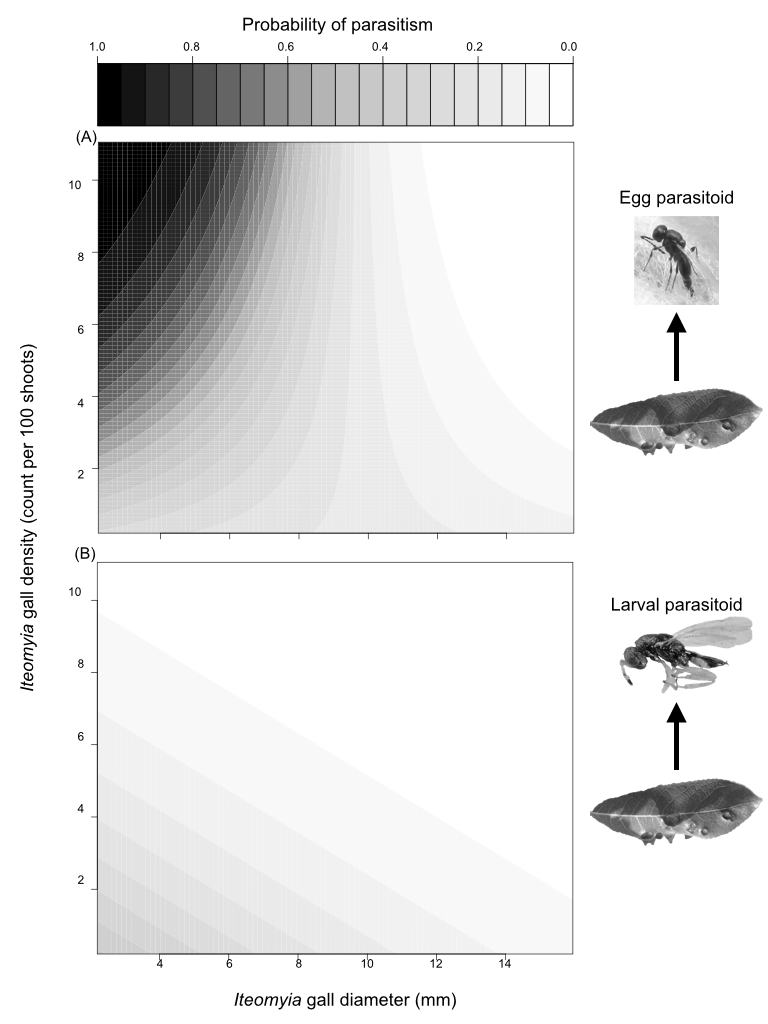 Probability of parasitism
1.0 0.8 0.6 0.4 0.2 0.0
(A)
10
8
6
4
2
Egg parasitoid
Iteomyia gall density (count per 100 shoots)
(B)
10
8
6
4
2
Larval parasitoid
4 6 8 10 12 14
Iteomyia gall diameter (mm)